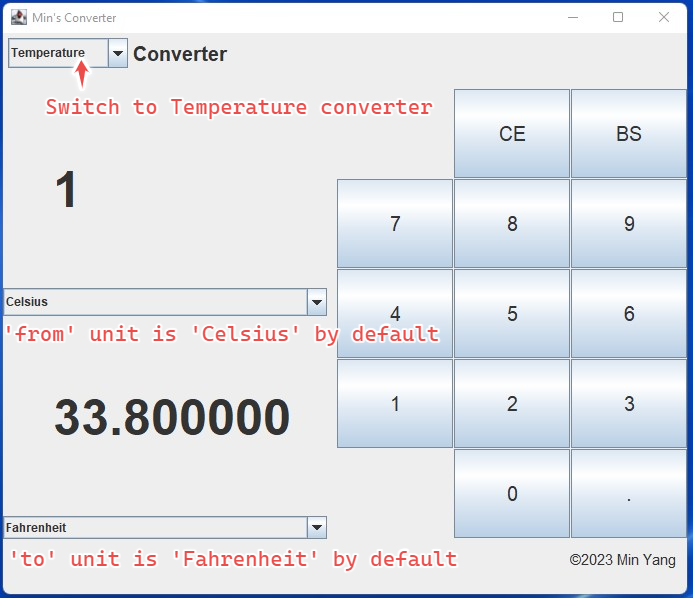 Min's Converter
Temperature Converter
Switch to Temperature converter
CE BS
1
7 8 9
Celsius
4 5 6
'from' unit is 'Celsius' by default
33.800000
1 2 3
0 .
Fahrenheit
'to' unit is 'Fahrenheit' by default
©2023 Min Yang